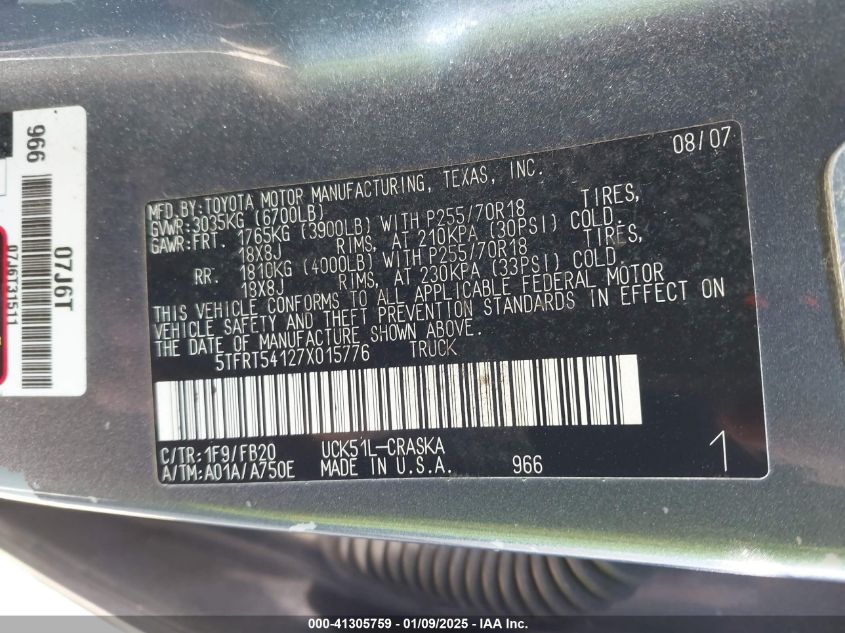 966
07J6T
07J6T31511
08/07
MFD.BY:TOYOTA MOTOR MANUFACTURING, TEXAS, INC.
GVWR:3035KG (6700LB)
GAWR:FRT. 1765KG (3900LB) WITH P255/70R18 TIRES,
18X8J RIMS, AT 210KPA (30PSI) COLD.
RR. 1810KG (4000LB) WITH P255/70R18 TIRES,
18X8J RIMS, AT 230KPA (33PSI) COLD.
THIS VEHICLE CONFORMS TO ALL APPLICABLE FEDERAL MOTOR
VEHICLE SAFETY AND THEFT PREVENTION STANDARDS IN EFFECT ON
THE DATE OF MANUFACTURE SHOWN ABOVE.
5TFRT54127X015776 TRUCK
C/TR:1F9/FB20 UCK51L-CRASKA
A/TM:A01A/A750E MADE IN U.S.A. 966 1
000-41305759 - 01/09/2025 - IAA Inc.